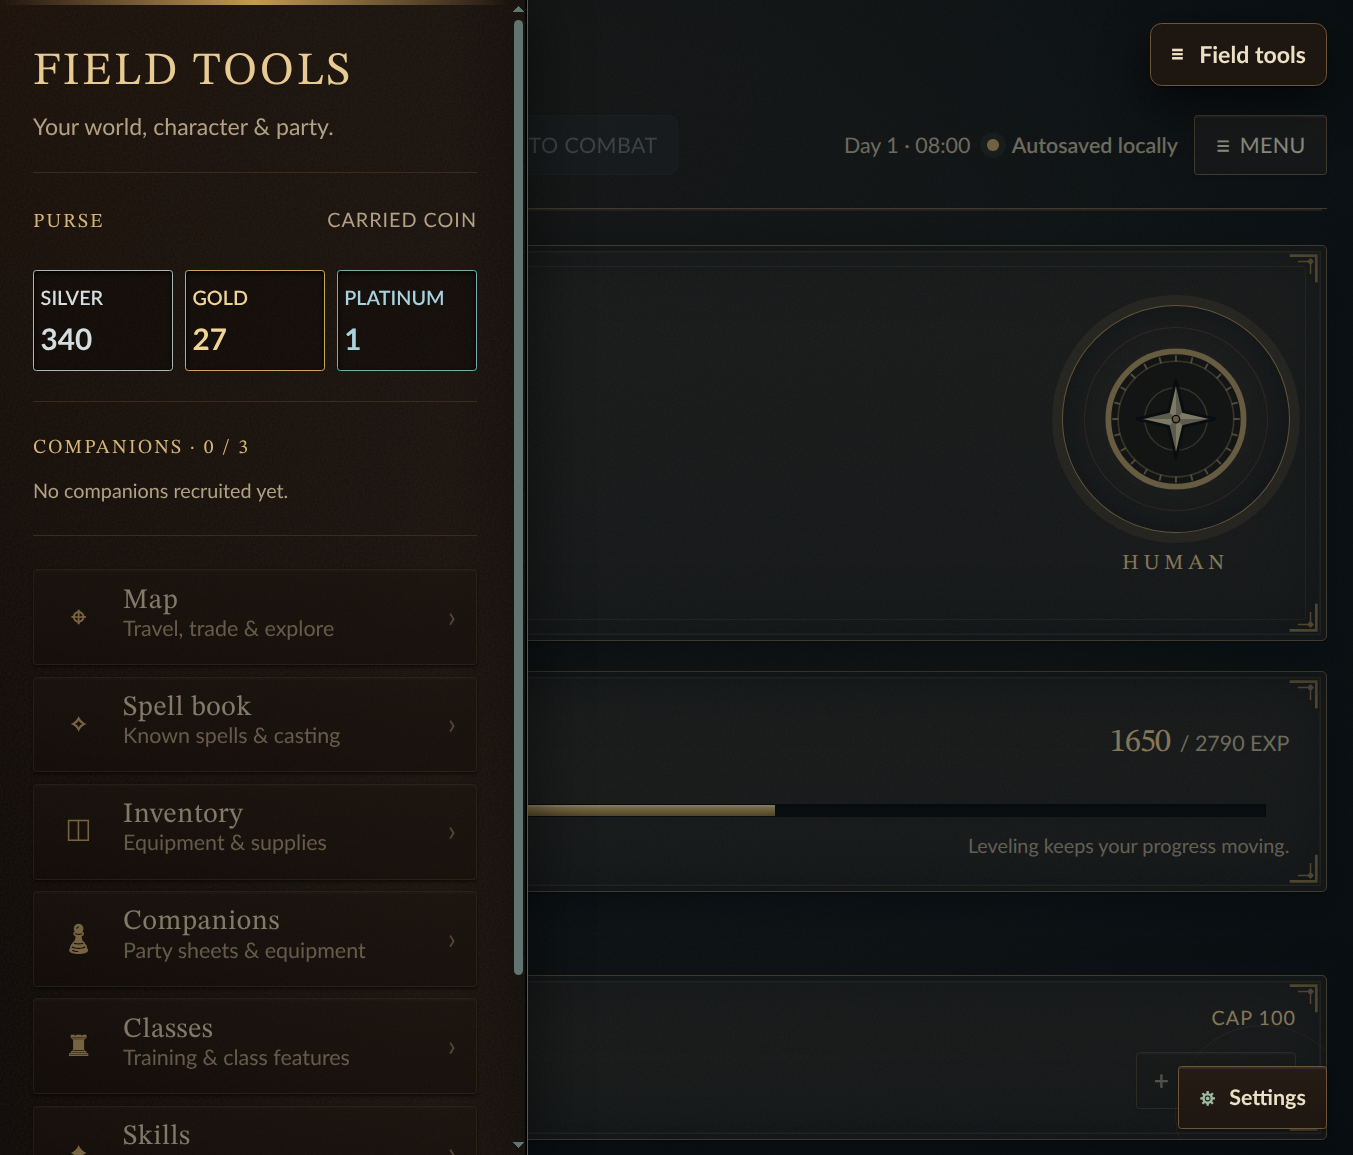 FIELD TOOLS
Your world, character & party.
PURSE
CARRIED COIN
SILVER
340
GOLD
27
PLATINUM
1
COMPANIONS · 0 / 3
No companions recruited yet.
Map
Travel, trade & explore
Spell book
Known spells & casting
Inventory
Equipment & supplies
Companions
Party sheets & equipment
Classes
Training & class features
Skills
Field tools
TO COMBAT
Day 1 · 08:00
Autosaved locally
MENU
HUMAN
1650 / 2790 EXP
Leveling keeps your progress moving.
CAP 100
+
Settings